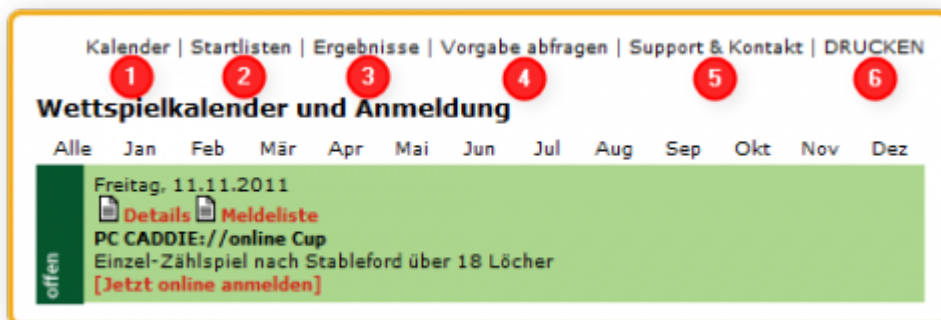 Kalender | Startlisten | Ergebnisse | Vorgabe abfragen | Support & Kontakt | DRUCKEN
1 2 3 4 5 6
Wettspielkalender und Anmeldung
Alle Jan Feb Mär Apr Mai Jun Jul Aug Sep Okt Nov Dez
Freitag, 11.11.2011
Details Meldeliste
PC CADDIE://online Cup
Einzel-Zählspiel nach Stableford über 18 Löcher
[Jetzt online anmelden]
offen